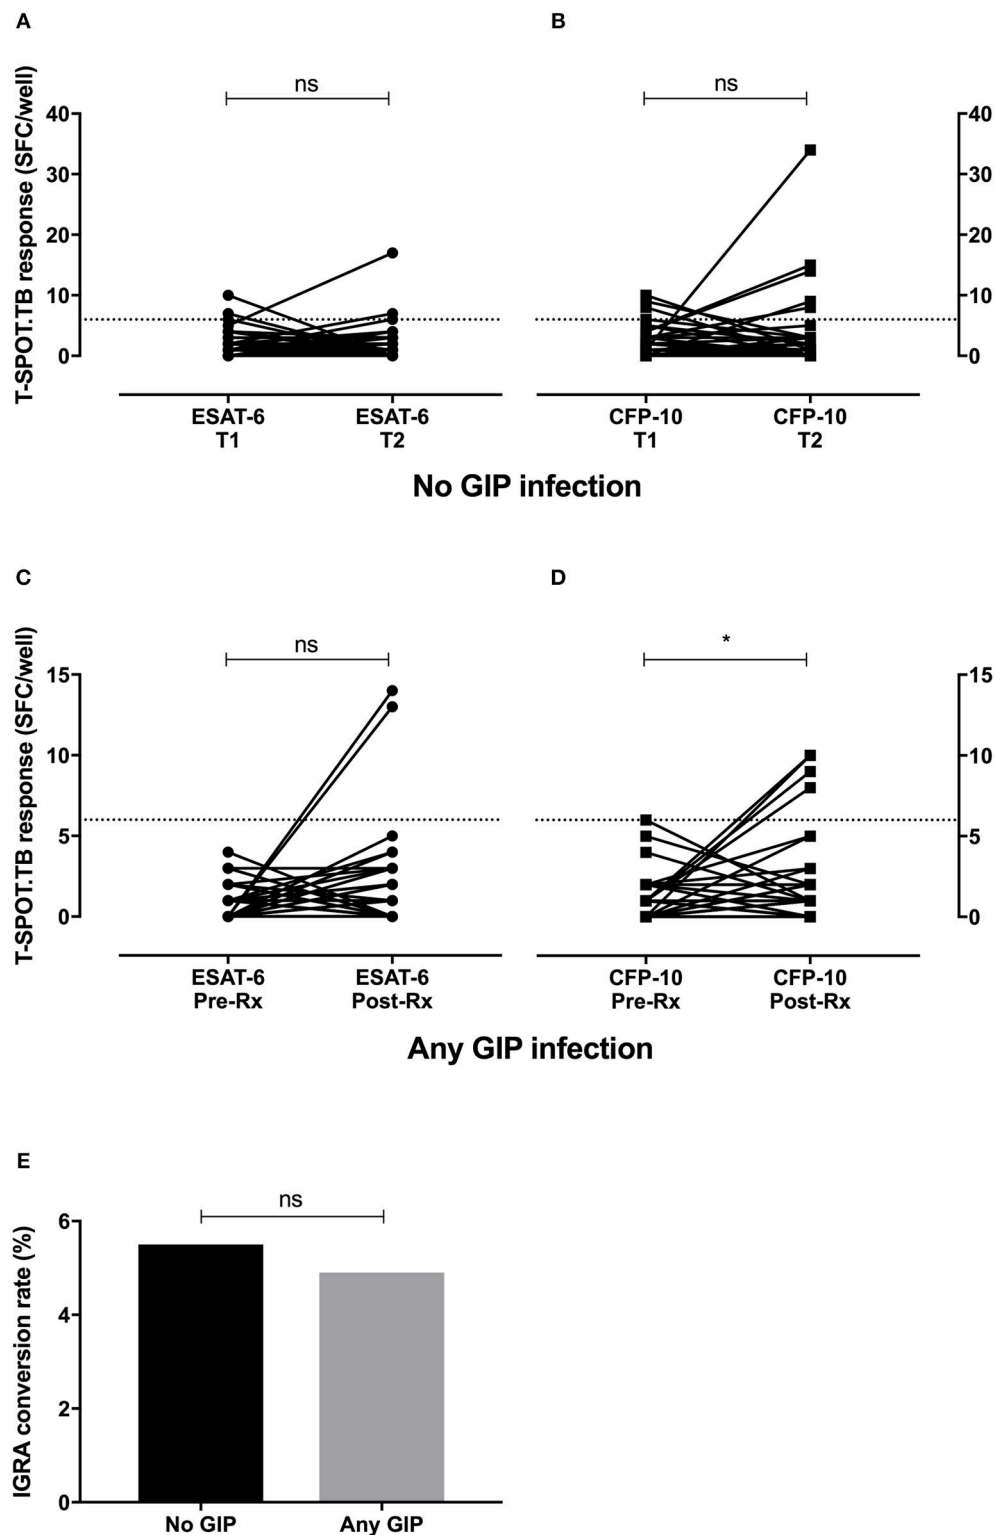 A
B
ns
ns
T-SPOT.TB response (SFC/well)
40
30
20
10
0
40
30
20
10
0
ESAT-6
T1
ESAT-6
T2
CFP-10
T1
CFP-10
T2
No GIP infection
C
D
ns
*
T-SPOT.TB response (SFC/well)
15
10
5
0
15
10
5
0
ESAT-6
Pre-Rx
ESAT-6
Post-Rx
CFP-10
Pre-Rx
CFP-10
Post-Rx
Any GIP infection
E
ns
IGRA conversion rate (%)
6
4
2
0
No GIP
Any GIP